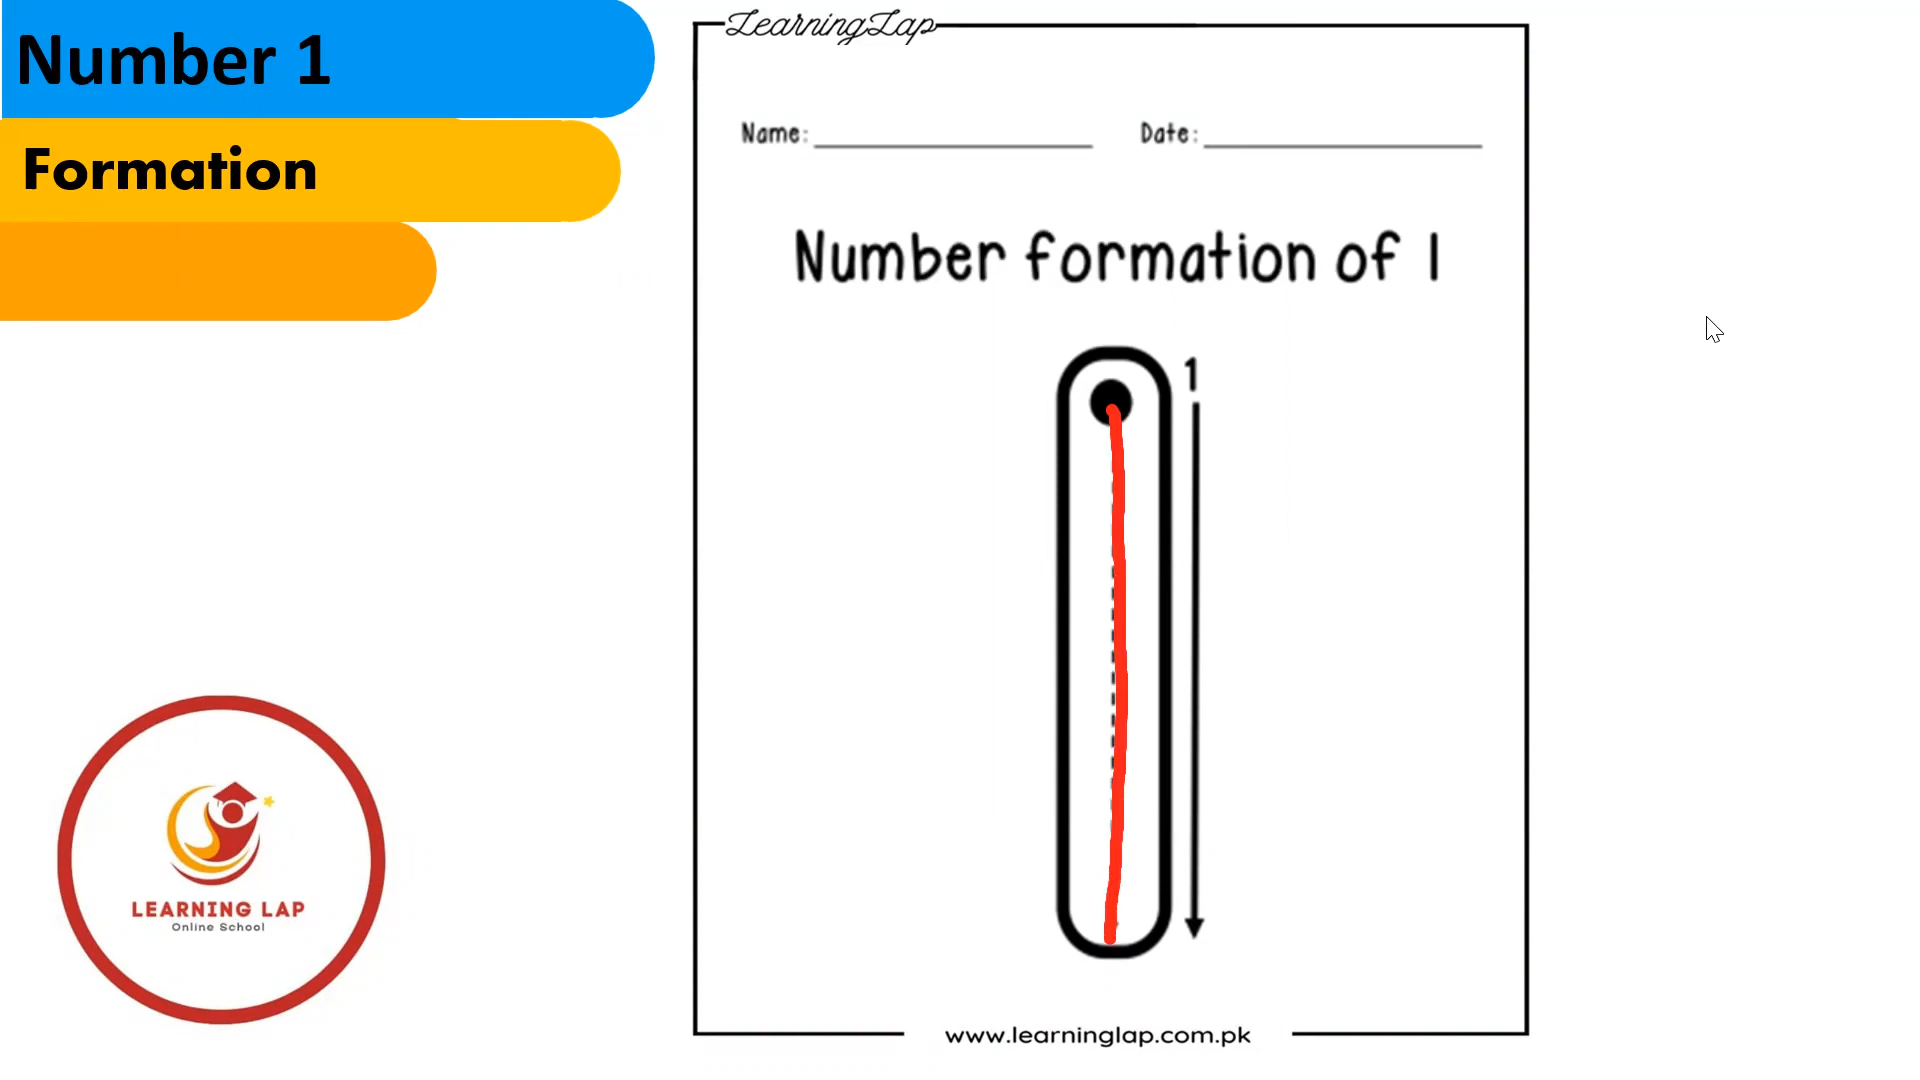 Number 1
Formation
LearningLap
Name: Date:
Number formation of 1
1
LEARNING LAP
Online School
www.learninglap.com.pk